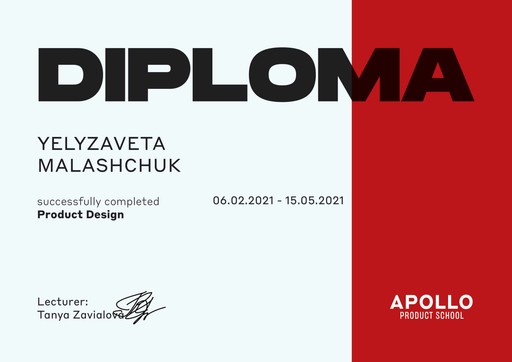 DIPLOMA
YELYZAVETA
MALASHCHUK
successfully completed
Product Design
06.02.2021 - 15.05.2021
Lecturer:
Tanya Zavialova
APOLLO
PRODUCT SCHOOL